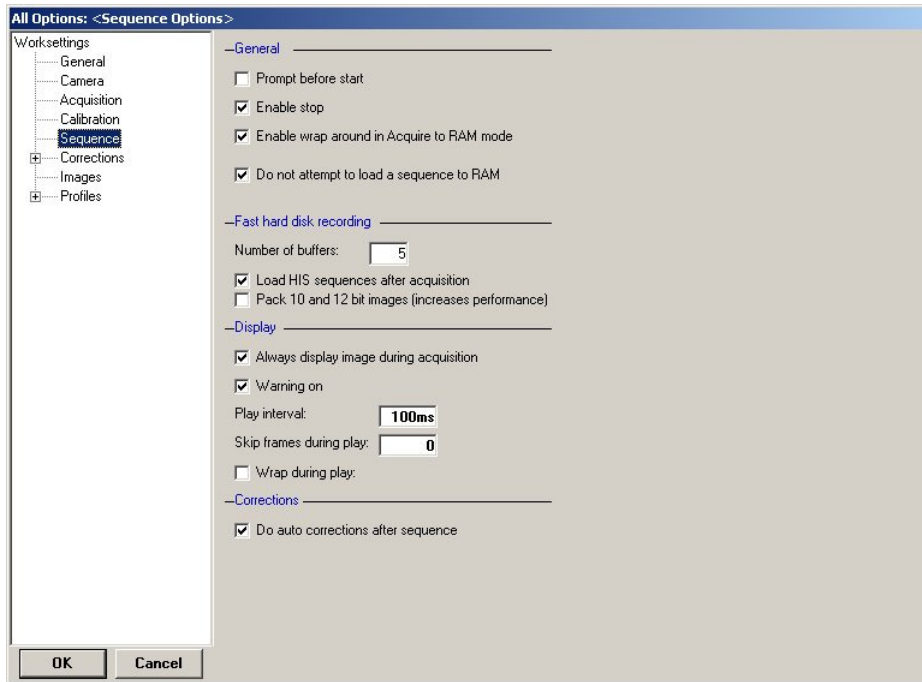 All Options: <Sequence Options>
Worksettings
General
Camera
Acquisition
Calibration
Sequence
Corrections
Images
Profiles
General
Prompt before start
Enable stop
Enable wrap around in Acquire to RAM mode
Do not attempt to load a sequence to RAM
Fast hard disk recording
Number of buffers: 5
Load HIS sequences after acquisition
Pack 10 and 12 bit images (increases performance)
Display
Always display image during acquisition
Warning on
Play interval: 100ms
Skip frames during play: 0
Wrap during play:
Corrections
Do auto corrections after sequence
OK Cancel